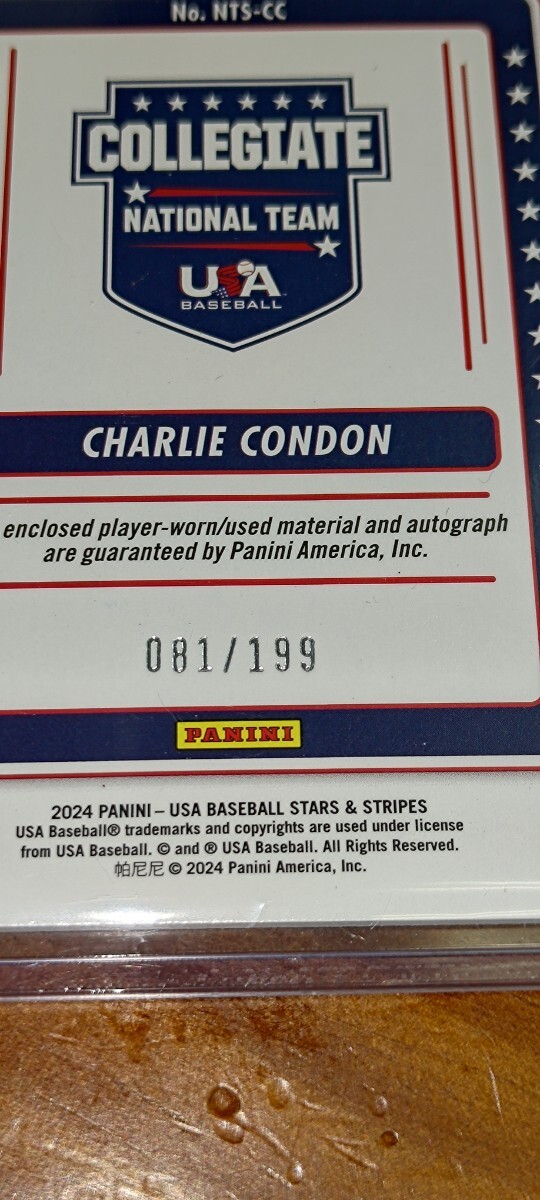 No. NTS-CC
COLLEGIATE
NATIONAL TEAM
USA
BASEBALL
CHARLIE CONDON
enclosed player-worn/used material and autograph
are guaranteed by Panini America, Inc.
081/199
PANINI
2024 PANINI – USA BASEBALL STARS & STRIPES
USA Baseball® trademarks and copyrights are used under license
from USA Baseball. © and ® USA Baseball. All Rights Reserved.
帕尼尼 © 2024 Panini America, Inc.